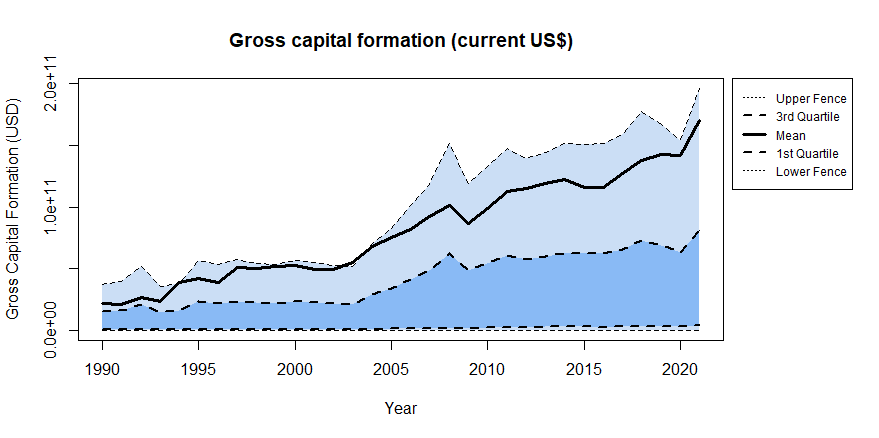 Gross capital formation (current US$)
Gross Capital Formation (USD)
2.0e+11
1.0e+11
0.0e+00
1990 1995 2000 2005 2010 2015 2020
Year
Upper Fence
3rd Quartile
Mean
1st Quartile
Lower Fence